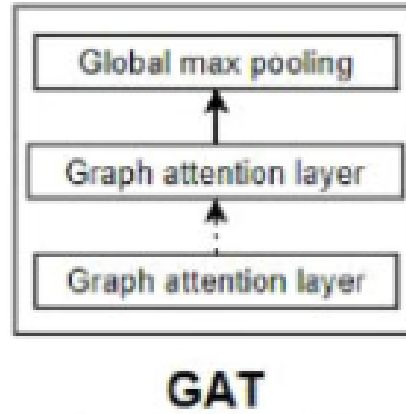 Global max pooling
Graph attention layer
Graph attention layer
GAT